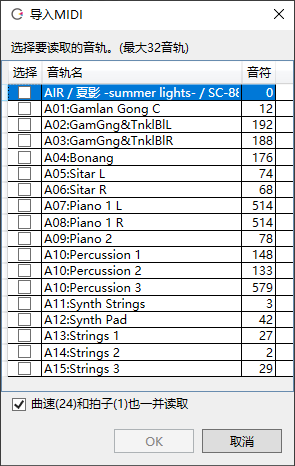 导入MIDI
选择要读取的音轨。(最大32音轨)
选择 音轨名 音符
AIR / 夏影 -summer lights- / SC-88 0
A01:Gamlan Gong C 12
A02:GamGng&TnklBlL 192
A03:GamGng&TnklBlR 188
A04:Bonang 176
A05:Sitar L 74
A06:Sitar R 68
A07:Piano 1 L 514
A08:Piano 1 R 514
A09:Piano 2 78
A10:Percussion 1 148
A10:Percussion 2 133
A10:Percussion 3 579
A11:Synth Strings 3
A12:Synth Pad 42
A13:Strings 1 27
A14:Strings 2 2
A15:Strings 3 29
曲速(24)和拍子(1)也一并读取
OK 取消